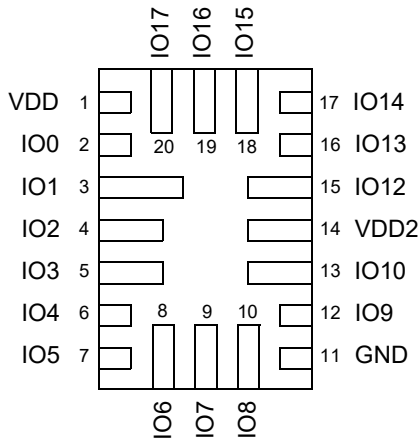 IO17 IO16 IO15
VDD 1 17 IO14
IO0 2 20 19 18 16 IO13
IO1 3 15 IO12
IO2 4 14 VDD2
IO3 5 13 IO10
IO4 6 8 9 10 12 IO9
IO5 7 11 GND
IO6 IO7 IO8